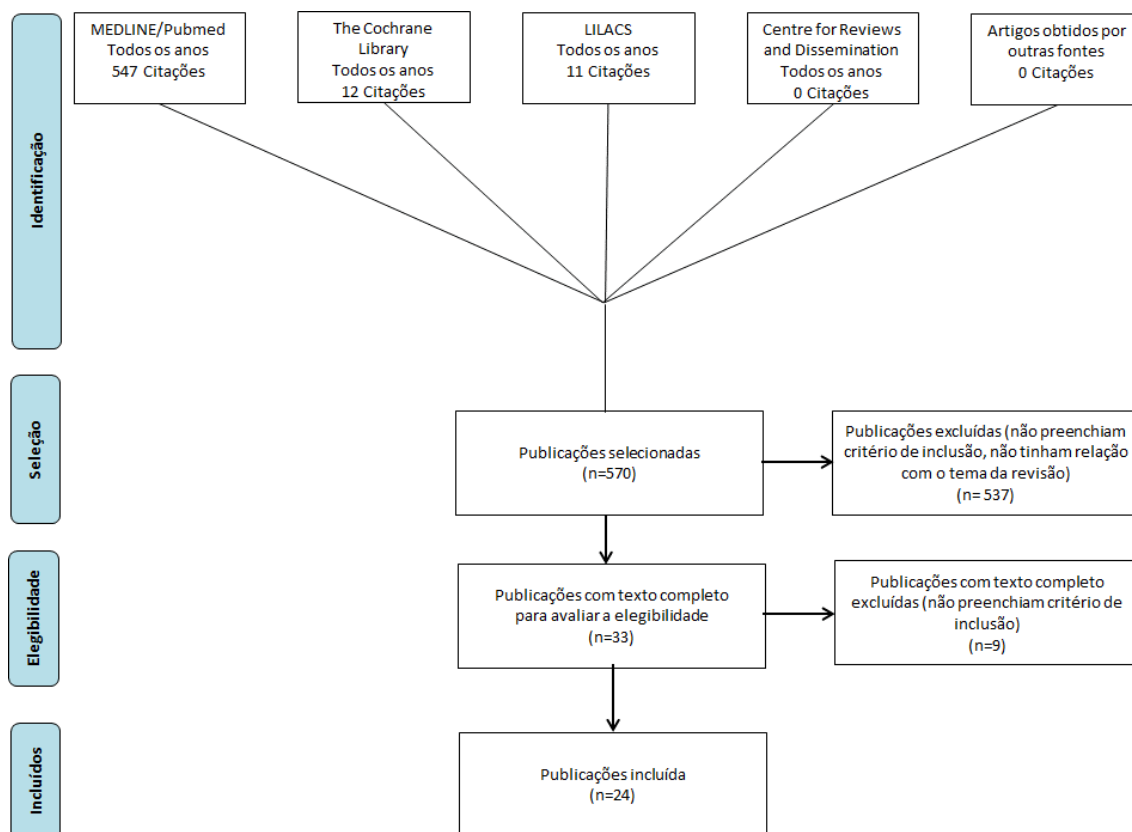 Identificação
MEDLINE/Pubmed
Todos os anos
547 Citações
The Cochrane
Library
Todos os anos
12 Citações
LILACS
Todos os anos
11 Citações
Centre for Reviews
and Dissemination
Todos os anos
0 Citações
Artigos obtidos por
outras fontes
0 Citações
Seleção
Publicações selecionadas
(n=570)
Publicações excluídas (não preenchiam
critério de inclusão, não tinham relação
com o tema da revisão)
(n= 537)
Elegibilidade
Publicações com texto completo
para avaliar a elegibilidade
(n=33)
Publicações com texto completo
excluídas (não preenchiam critério de
inclusão)
(n=9)
Incluídos
Publicações incluída
(n=24)